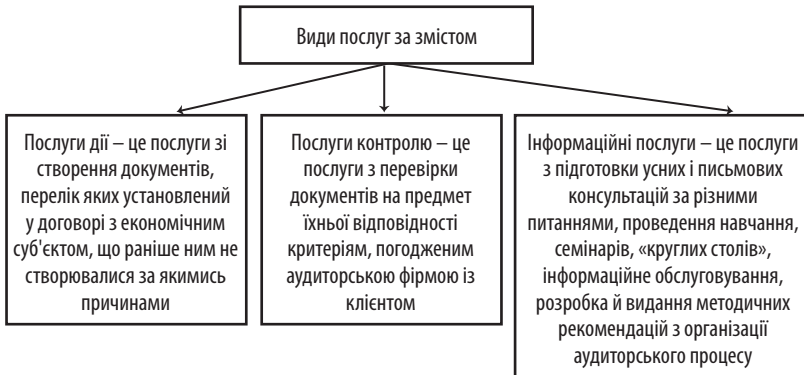 Види послуг за змістом
Послуги дії – це послуги зі
створення документів,
перелік яких установлений
у договорі з економічним
суб'єктом, що раніше ним не
створювалися за якимись
причинами
Послуги контролю – це
послуги з перевірки
документів на предмет
їхньої відповідності
критеріям, погодженим
аудиторською фірмою із
клієнтом
Інформаційні послуги – це послуги
з підготовки усних і письмових
консультацій за різними
питаннями, проведення навчання,
семінарів, «круглих столів»,
інформаційне обслуговування,
розробка й видання методичних
рекомендацій з організації
аудиторського процесу